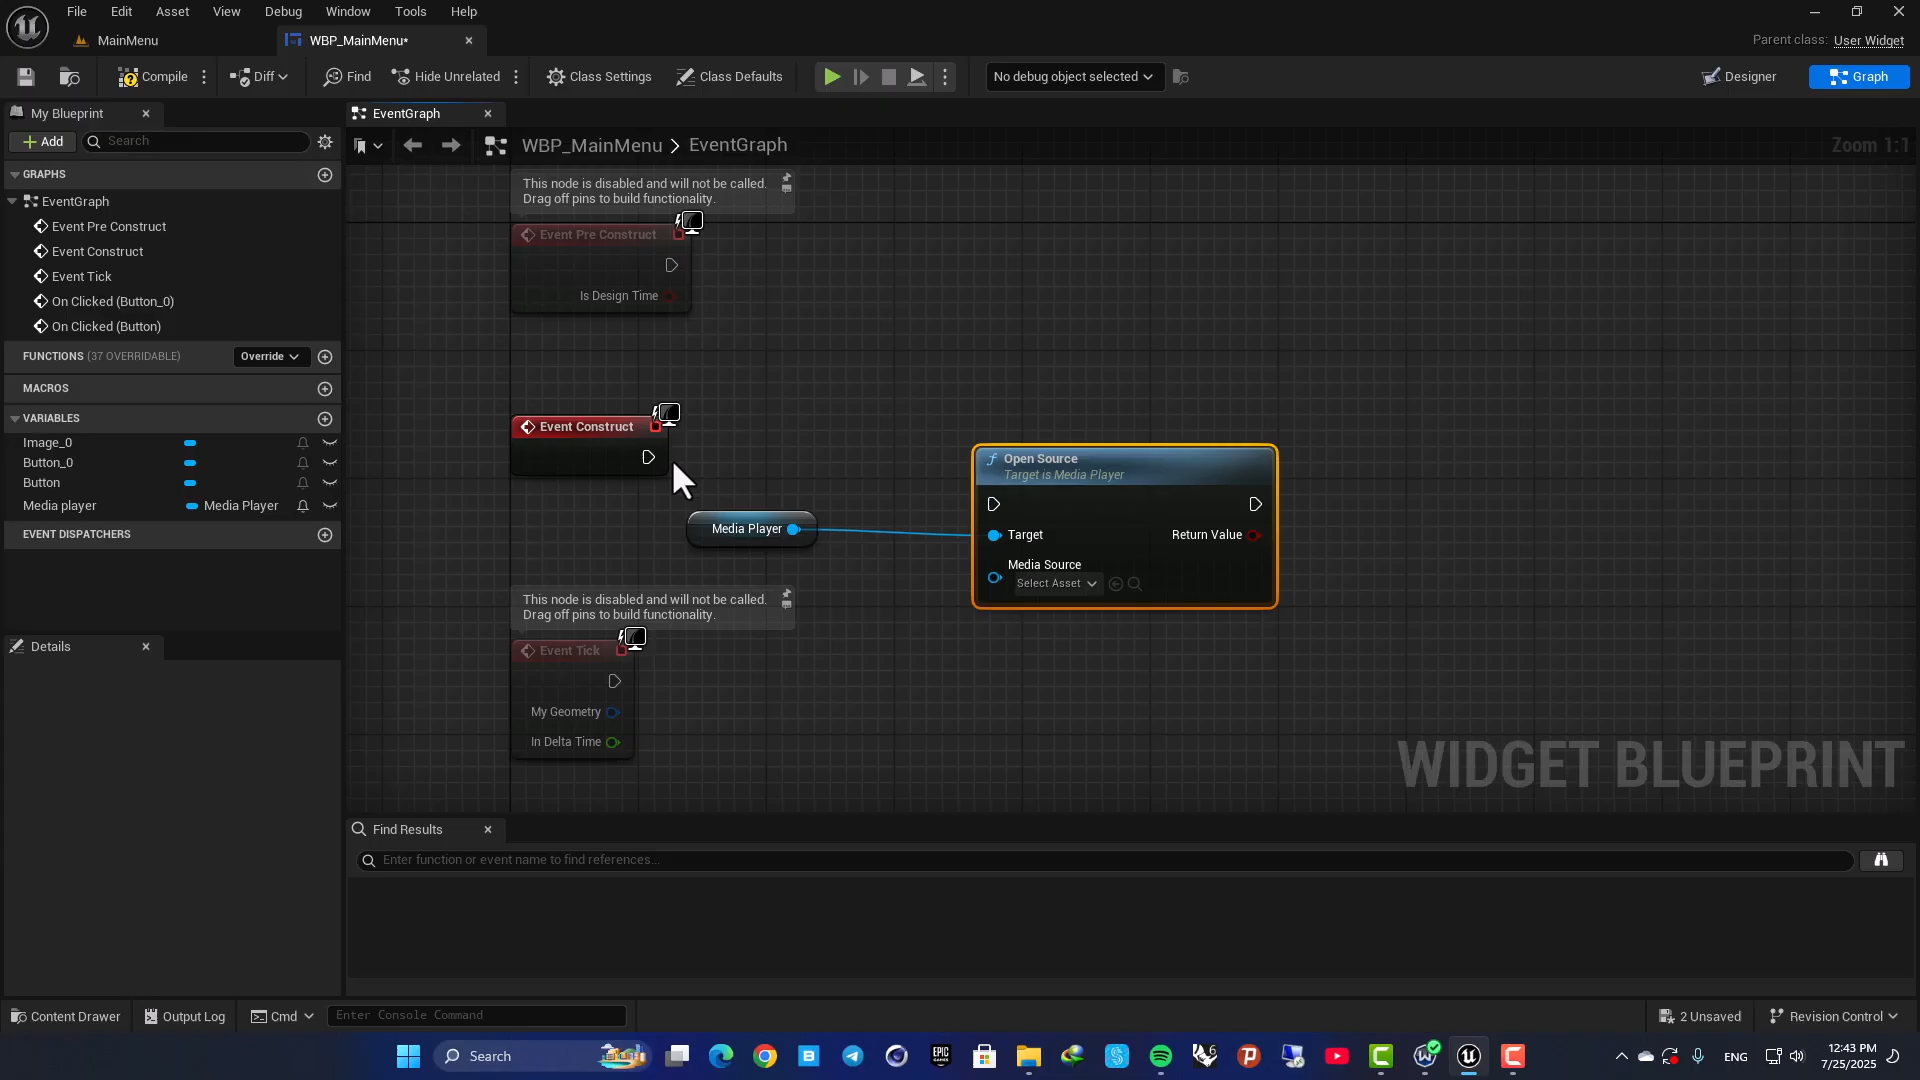 File Edit Asset View Debug Window Tools Help
MainMenu
WBP_MainMenu*
Parent class: User Widget
Compile
Diff
Find
Hide Unrelated
Class Settings
Class Defaults
No debug object selected
Designer
Graph
My Blueprint
EventGraph
Add
Search
WBP_MainMenu > EventGraph
Zoom 1:1
GRAPHS
EventGraph
Event Pre Construct
Event Construct
Event Tick
On Clicked (Button_0)
On Clicked (Button)
FUNCTIONS (37 OVERRIDABLE)
Override
MACROS
VARIABLES
Image_0
Button_0
Button
Media player
Media Player
EVENT DISPATCHERS
Details
This node is disabled and will not be called.
Drag off pins to build functionality.
Event Pre Construct
Is Design Time
Event Construct
Media Player
Open Source
Target is Media Player
Target
Return Value
Media Source
Select Asset
This node is disabled and will not be called.
Drag off pins to build functionality.
Event Tick
My Geometry
In Delta Time
WIDGET BLUEPRINT
Find Results
Enter function or event name to find references...
Content Drawer
Output Log
Cmd
Enter Console Command
2 Unsaved
Revision Control
Search
EPIC
GAMES
6
ENG
12:43 PM
7/25/2025